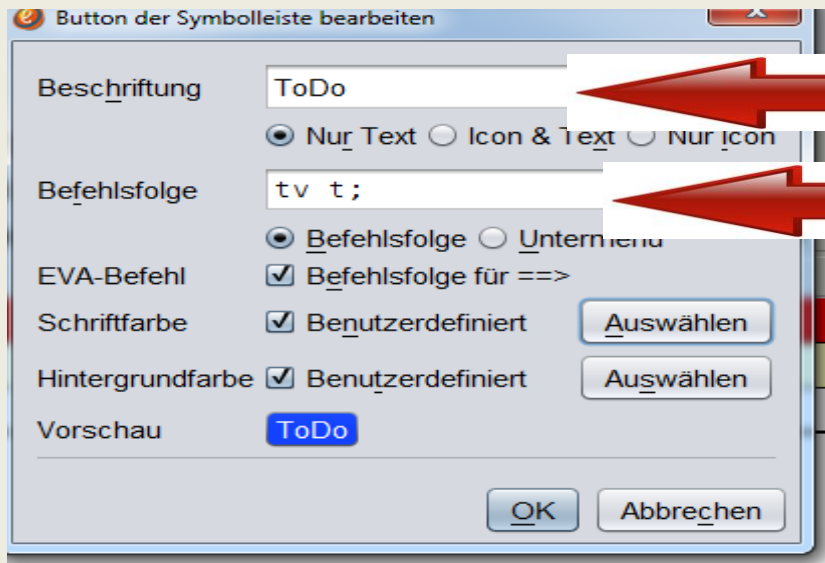 Button der Symbolleiste bearbeiten
Beschriftung ToDo
Nur Text Icon & Text Nur Icon
Befehlsfolge tv t;
Befehlsfolge Untermenü
EVA-Befehl Befehlsfolge für ==>
Schriftfarbe Benutzerdefiniert Auswählen
Hintergrundfarbe Benutzerdefiniert Auswählen
Vorschau ToDo
OK Abbrechen